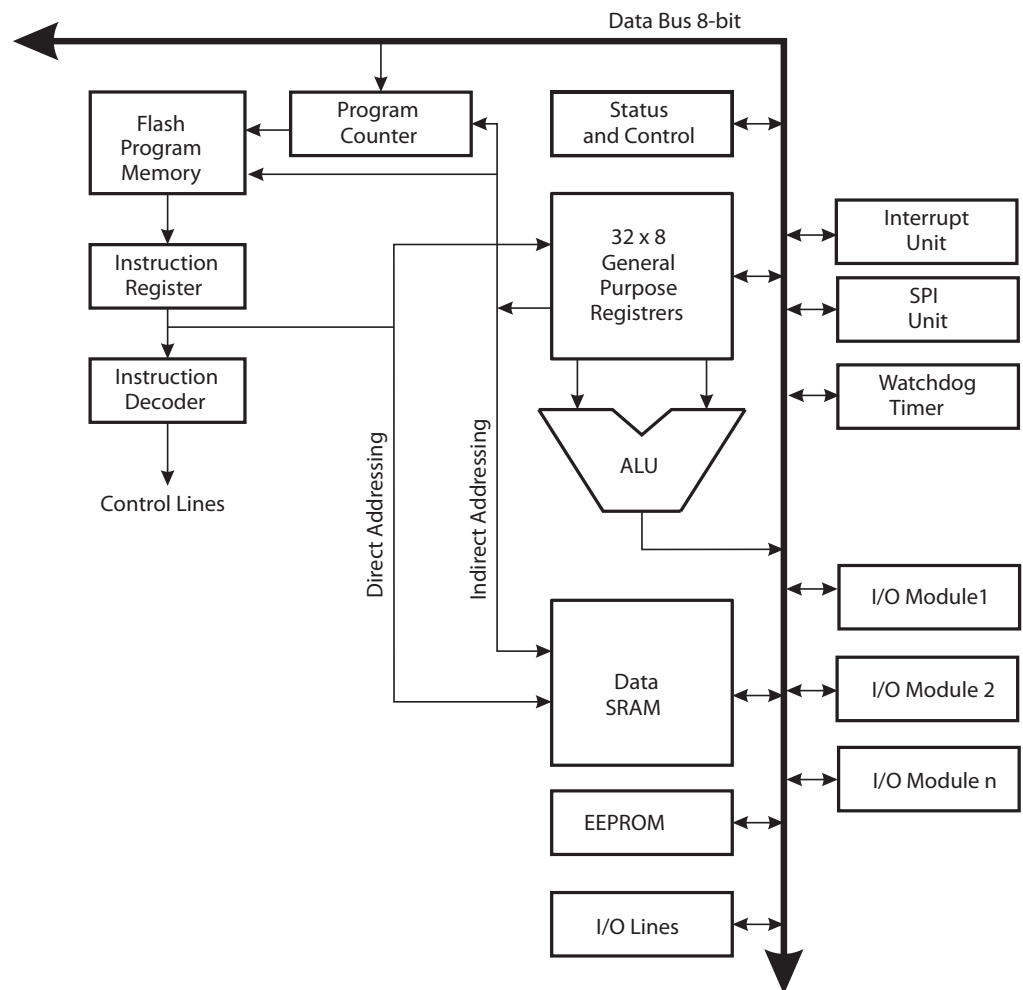 Data Bus 8-bit
Flash
Program
Memory
Program
Counter
Status
and Control
Instruction
Register
32 x 8
General
Purpose
Registrers
Interrupt
Unit
SPI
Unit
Instruction
Decoder
Watchdog
Timer
Control Lines
Direct Addressing
Indirect Addressing
ALU
I/O Module1
Data
SRAM
I/O Module 2
I/O Module n
EEPROM
I/O Lines